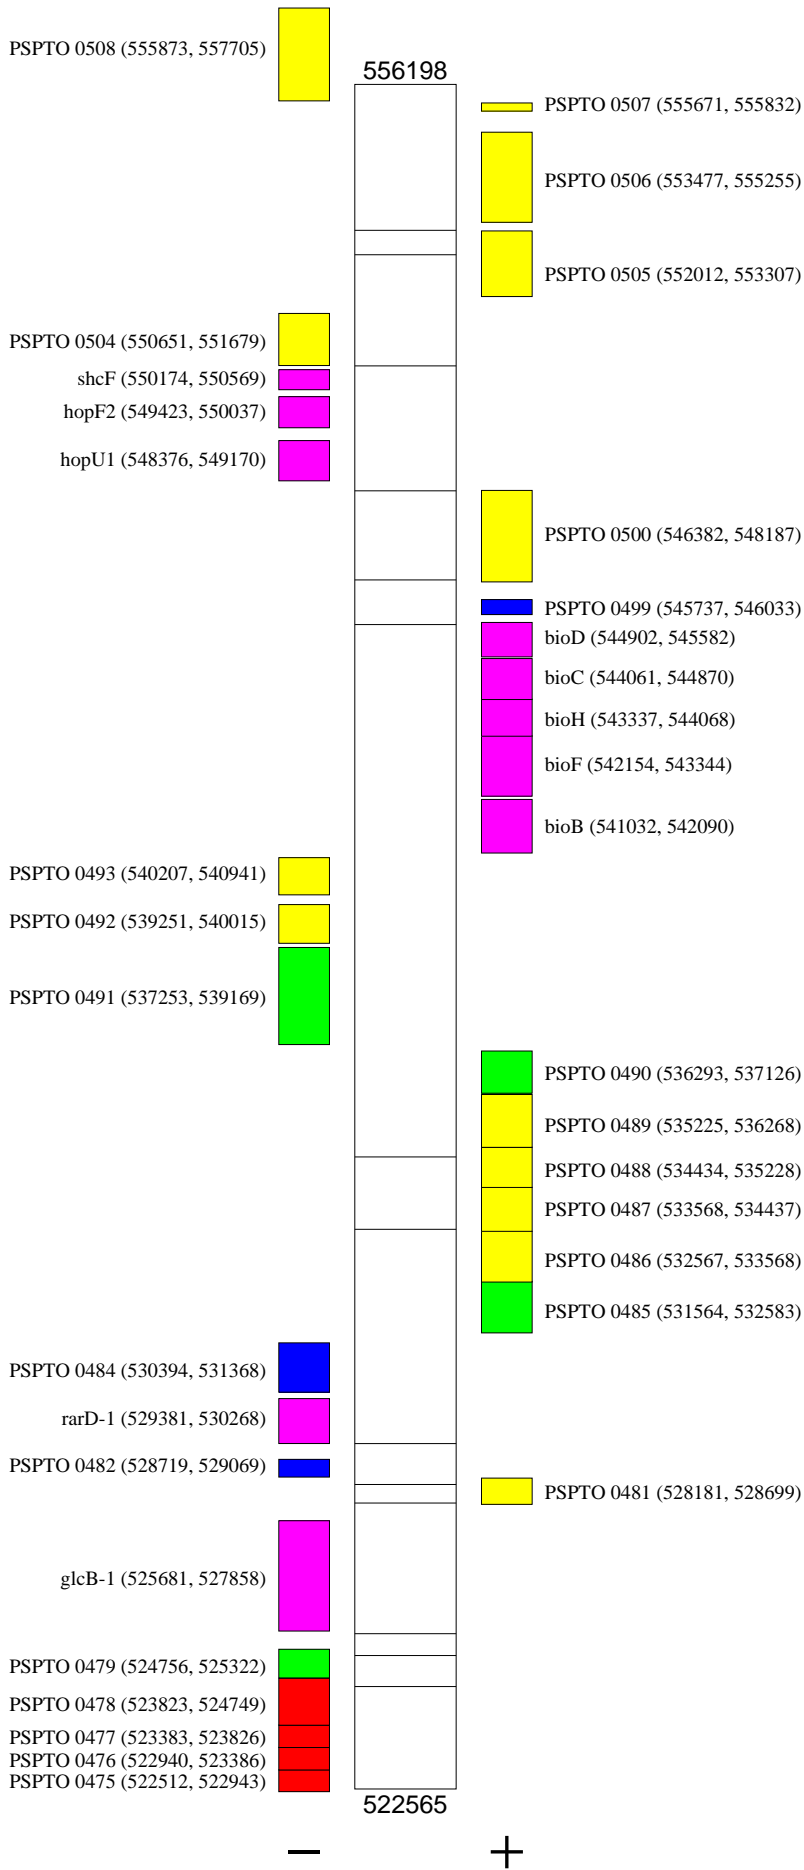 PSPTO 0508 (555873, 557705)
556198
PSPTO 0507 (555671, 555832)
PSPTO 0506 (553477, 555255)
PSPTO 0505 (552012, 553307)
PSPTO 0504 (550651, 551679)
shcF (550174, 550569)
hopF2 (549423, 550037)
hopU1 (548376, 549170)
PSPTO 0500 (546382, 548187)
PSPTO 0499 (545737, 546033)
bioD (544902, 545582)
bioC (544061, 544870)
bioH (543337, 544068)
bioF (542154, 543344)
bioB (541032, 542090)
PSPTO 0493 (540207, 540941)
PSPTO 0492 (539251, 540015)
PSPTO 0491 (537253, 539169)
PSPTO 0490 (536293, 537126)
PSPTO 0489 (535225, 536268)
PSPTO 0488 (534434, 535228)
PSPTO 0487 (533568, 534437)
PSPTO 0486 (532567, 533568)
PSPTO 0485 (531564, 532583)
PSPTO 0484 (530394, 531368)
rarD-1 (529381, 530268)
PSPTO 0482 (528719, 529069)
PSPTO 0481 (528181, 528699)
glcB-1 (525681, 527858)
PSPTO 0479 (524756, 525322)
PSPTO 0478 (523823, 524749)
PSPTO 0477 (523383, 523826)
PSPTO 0476 (522940, 523386)
PSPTO 0475 (522512, 522943)
522565
− +